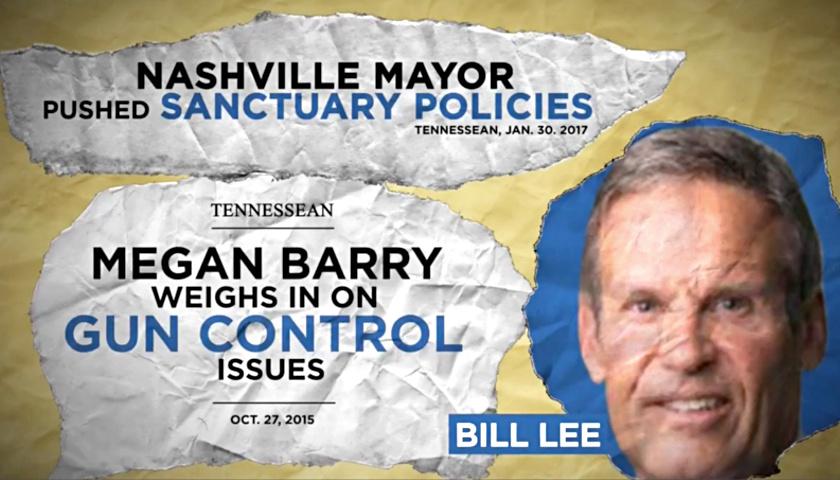 NASHVILLE MAYOR
PUSHED SANCTUARY POLICIES
TENNESSEAN, JAN. 30. 2017
TENNESSEAN
MEGAN BARRY
WEIGHS IN ON
GUN CONTROL
ISSUES
OCT. 27, 2015
BILL LEE